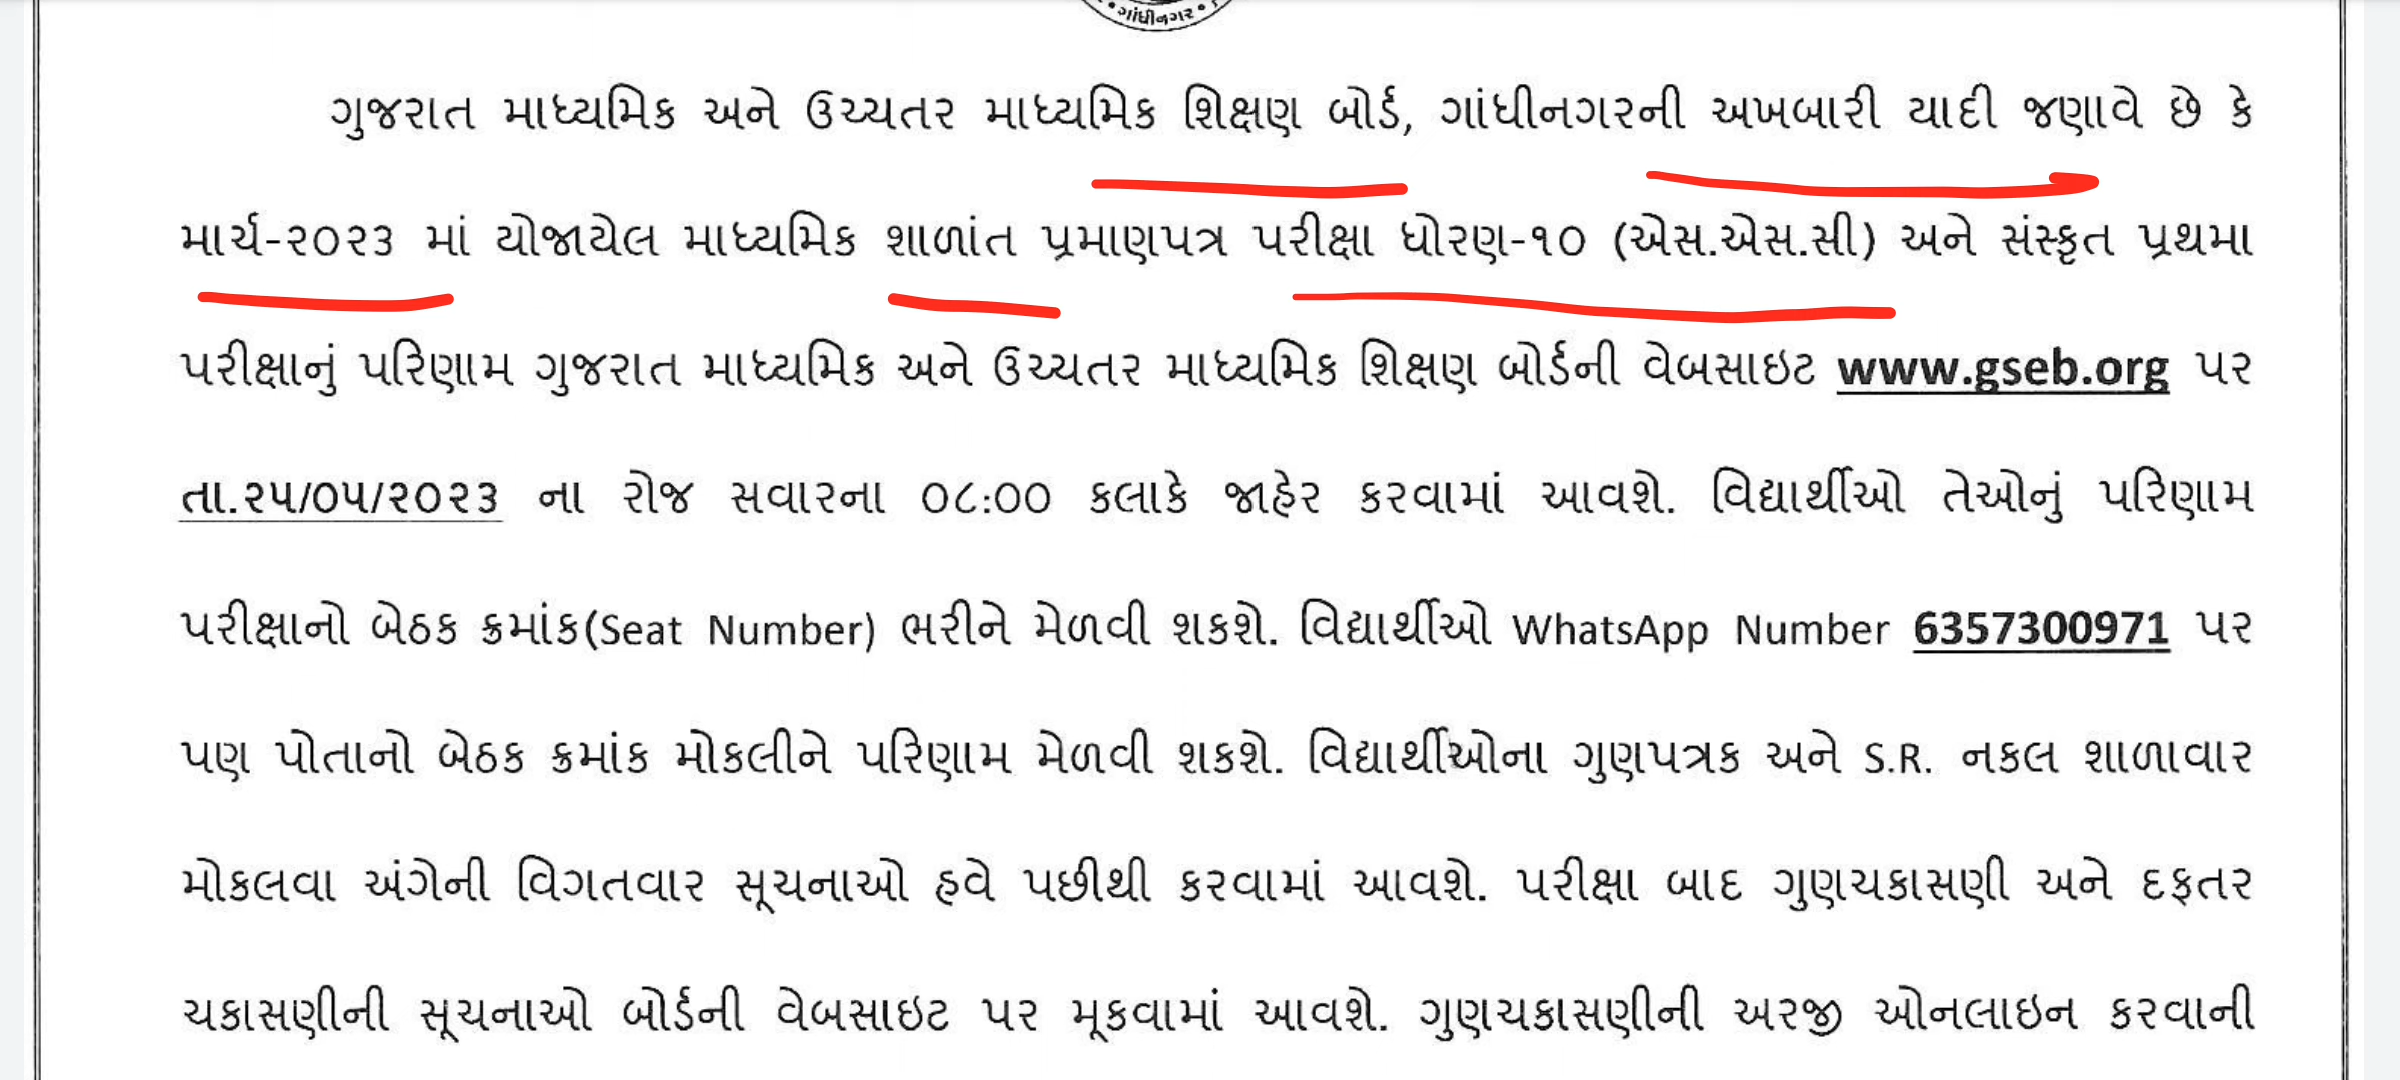 • ગાંધીનગર •
ગુજરાત માધ્યમિક અને ઉચ્ચતર માધ્યમિક શિક્ષણ બોર્ડ, ગાંધીનગરની અખબારી યાદી જણાવે છે કે
માર્ચ-૨૦૨૩ માં યોજાયેલ માધ્યમિક શાળાંત પ્રમાણપત્ર પરીક્ષા ધોરણ-૧૦ (એસ.એસ.સી) અને સંસ્કૃત પ્રથમા
પરીક્ષાનું પરિણામ ગુજરાત માધ્યમિક અને ઉચ્ચતર માધ્યમિક શિક્ષણ બોર્ડની વેબસાઇટ www.gseb.org પર
તા.૨૫/૦૫/૨૦૨૩ ના રોજ સવારના ૦૮:૦૦ કલાકે જાહેર કરવામાં આવશે. વિદ્યાર્થીઓ તેઓનું પરિણામ
પરીક્ષાનો બેઠક ક્રમાંક(Seat Number) ભરીને મેળવી શકશે. વિદ્યાર્થીઓ WhatsApp Number 6357300971 પર
પણ પોતાનો બેઠક ક્રમાંક મોકલીને પરિણામ મેળવી શકશે. વિદ્યાર્થીઓના ગુણપત્રક અને S.R. નકલ શાળાવાર
મોકલવા અંગેની વિગતવાર સૂચનાઓ હવે પછીથી કરવામાં આવશે. પરીક્ષા બાદ ગુણચકાસણી અને દફતર
ચકાસણીની સૂચનાઓ બોર્ડની વેબસાઇટ પર મૂકવામાં આવશે. ગુણચકાસણીની અરજી ઓનલાઇન કરવાની